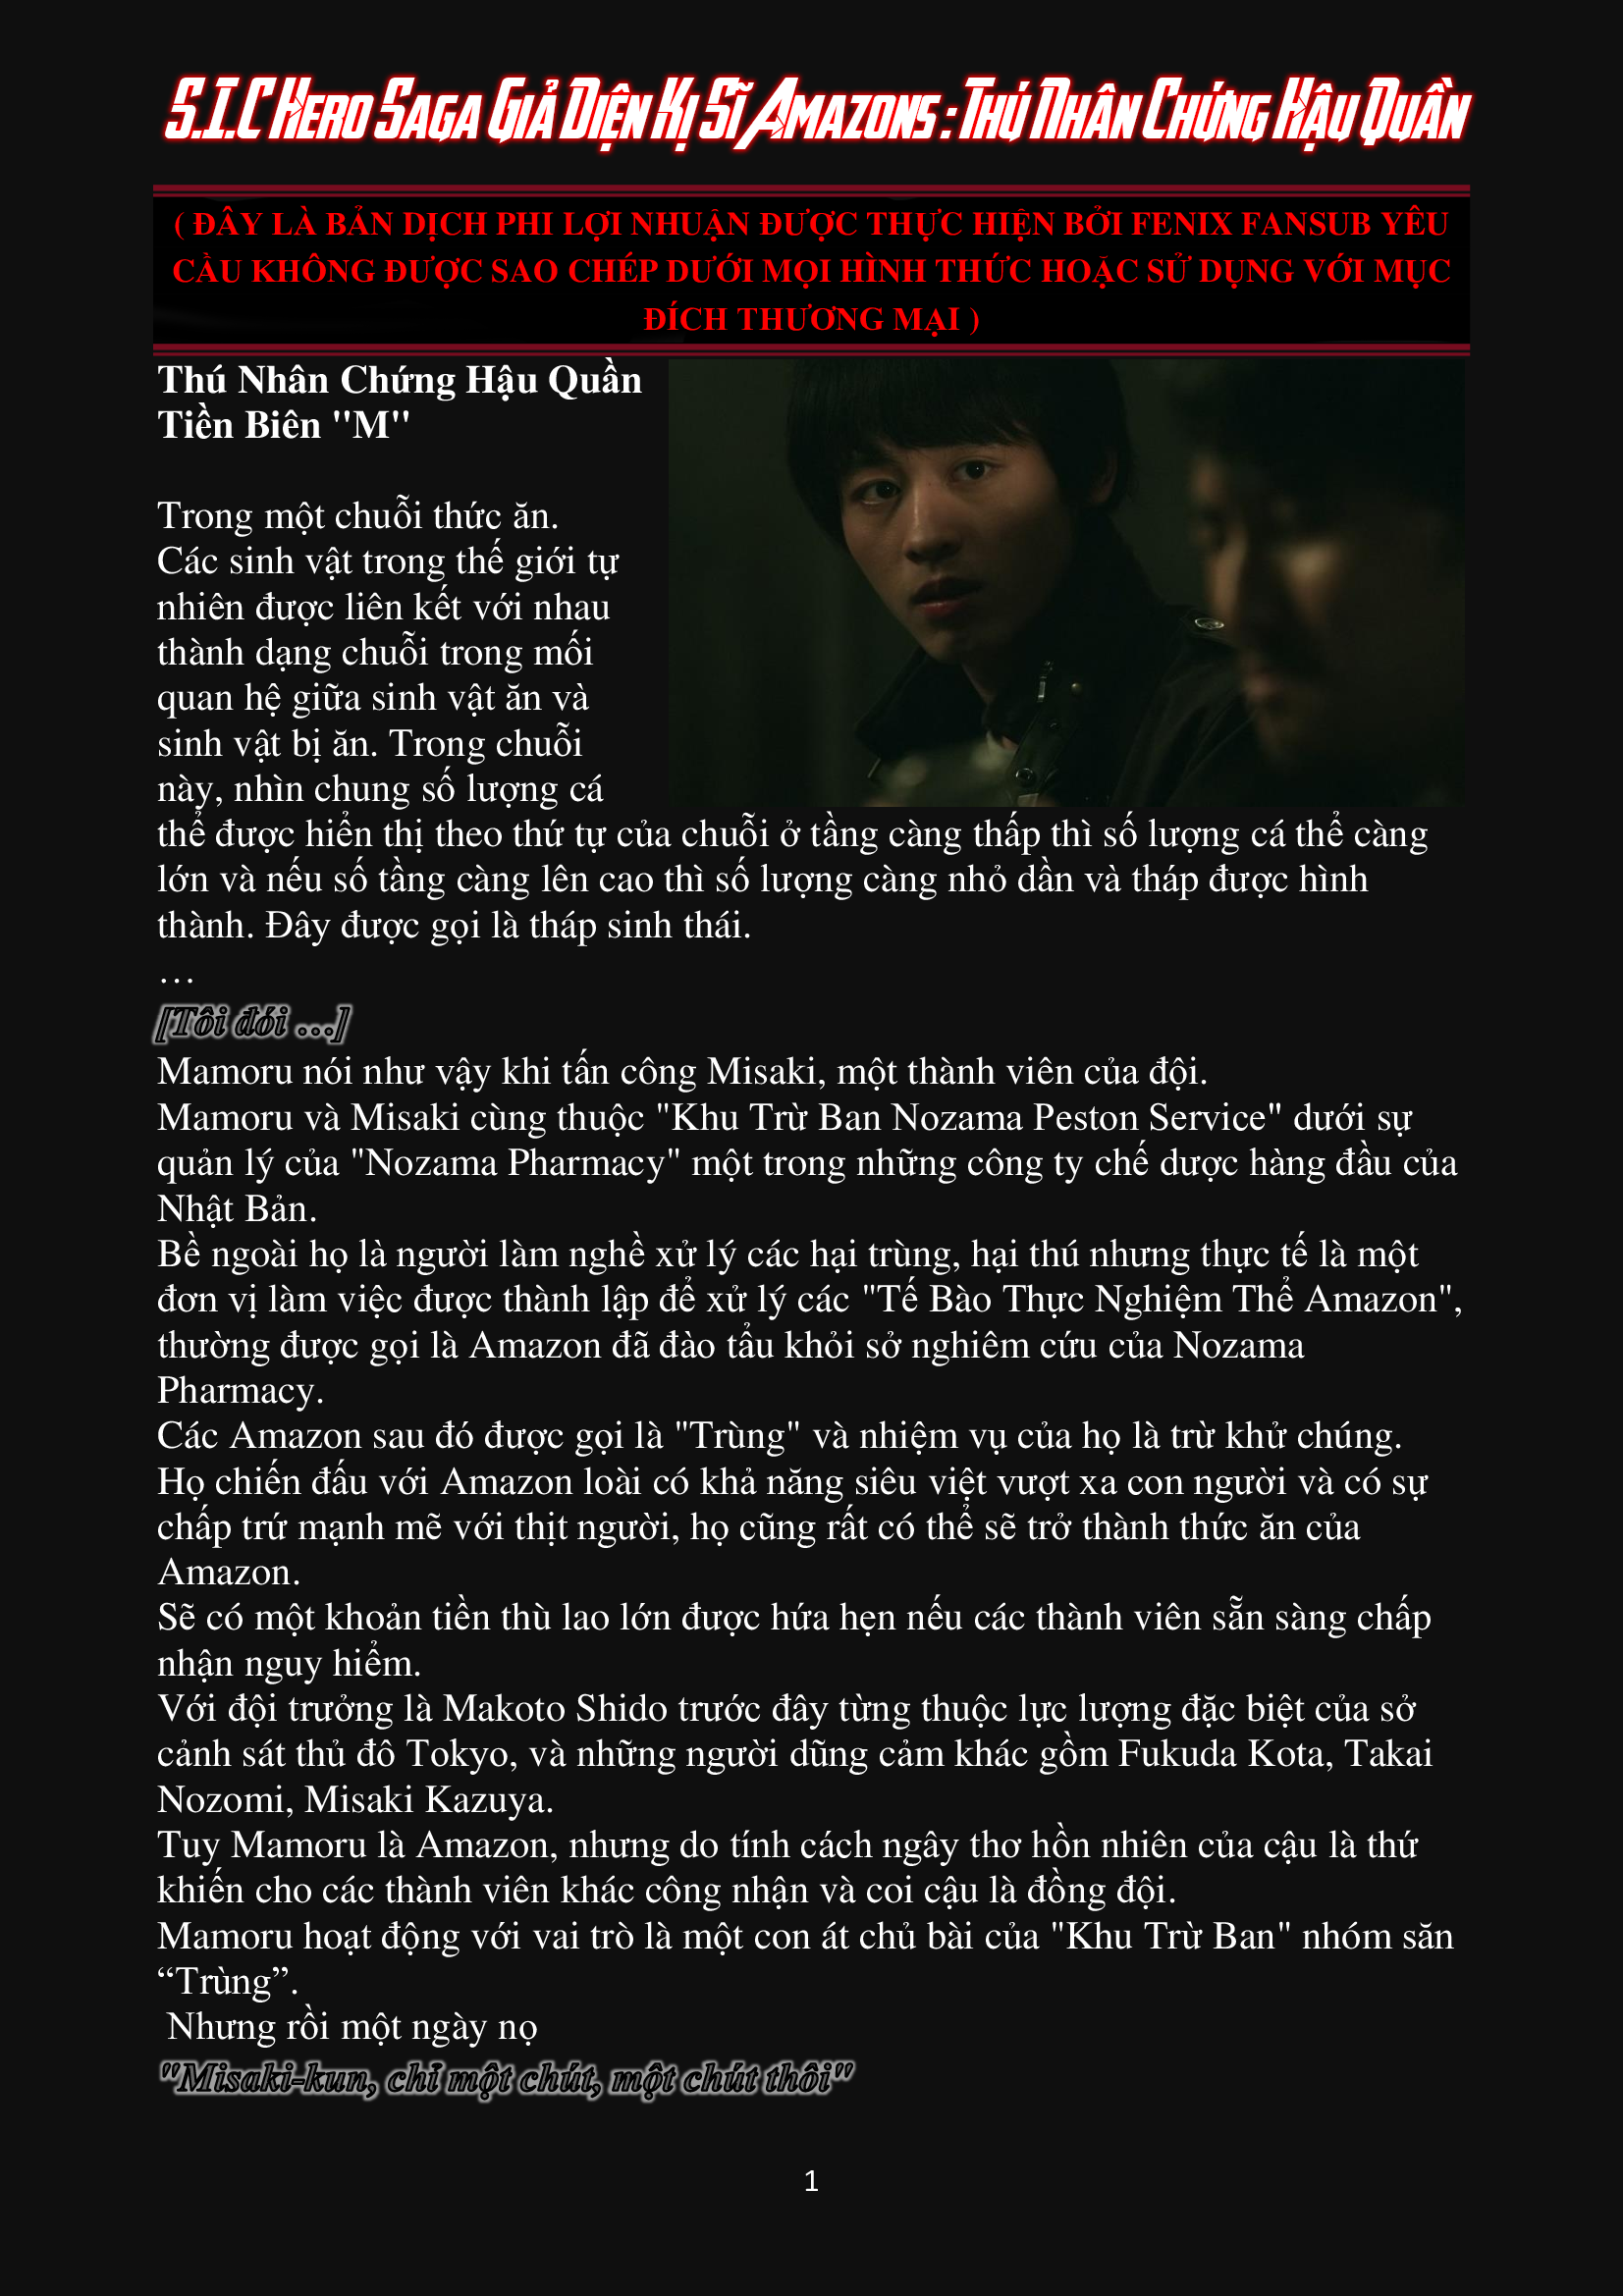 S.I.C Hero Saga Giả Diện Kị Sĩ Amazons : Thú Nhân Chứng Hậu Quần
( ĐÂY LÀ BẢN DỊCH PHI LỢI NHUẬN ĐƯỢC THỰC HIỆN BỞI FENIX FANSUB YÊU
CẦU KHÔNG ĐƯỢC SAO CHÉP DƯỚI MỌI HÌNH THỨC HOẶC SỬ DỤNG VỚI MỤC
ĐÍCH THƯƠNG MẠI )
Thú Nhân Chứng Hậu Quần
Tiền Biên "M"
Trong một chuỗi thức ăn.
Các sinh vật trong thế giới tự
nhiên được liên kết với nhau
thành dạng chuỗi trong mối
quan hệ giữa sinh vật ăn và
sinh vật bị ăn. Trong chuỗi
này, nhìn chung số lượng cá
thể được hiển thị theo thứ tự của chuỗi ở tầng càng thấp thì số lượng cá thể càng
lớn và nếu số tầng càng lên cao thì số lượng càng nhỏ dần và tháp được hình
thành. Đây được gọi là tháp sinh thái.
…
[Tôi đói …]
Mamoru nói như vậy khi tấn công Misaki, một thành viên của đội.
Mamoru và Misaki cùng thuộc "Khu Trừ Ban Nozama Peston Service" dưới sự
quản lý của "Nozama Pharmacy" một trong những công ty chế dược hàng đầu của
Nhật Bản.
Bề ngoài họ là người làm nghề xử lý các hại trùng, hại thú nhưng thực tế là một
đơn vị làm việc được thành lập để xử lý các "Tế Bào Thực Nghiệm Thể Amazon",
thường được gọi là Amazon đã đào tẩu khỏi sở nghiêm cứu của Nozama
Pharmacy.
Các Amazon sau đó được gọi là "Trùng" và nhiệm vụ của họ là trừ khử chúng.
Họ chiến đấu với Amazon loài có khả năng siêu việt vượt xa con người và có sự
chấp trứ mạnh mẽ với thịt người, họ cũng rất có thể sẽ trở thành thức ăn của
Amazon.
Sẽ có một khoản tiền thù lao lớn được hứa hẹn nếu các thành viên sẵn sàng chấp
nhận nguy hiểm.
Với đội trưởng là Makoto Shido trước đây từng thuộc lực lượng đặc biệt của sở
cảnh sát thủ đô Tokyo, và những người dũng cảm khác gồm Fukuda Kota, Takai
Nozomi, Misaki Kazuya.
Tuy Mamoru là Amazon, nhưng do tính cách ngây thơ hồn nhiên của cậu là thứ
khiến cho các thành viên khác công nhận và coi cậu là đồng đội.
Mamoru hoạt động với vai trò là một con át chủ bài của "Khu Trừ Ban" nhóm săn
“Trùng”.
Nhưng rồi một ngày nọ
"Misaki-kun, chỉ một chút, một chút thôi"
1